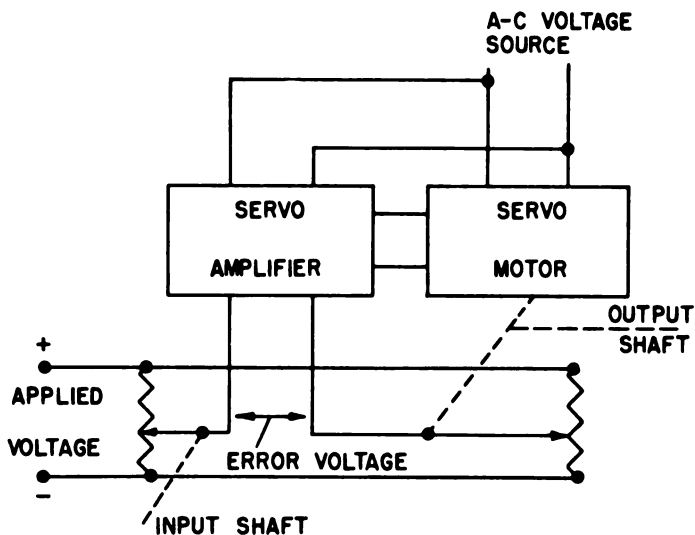 A-C VOLTAGE
SOURCE
SERVO
AMPLIFIER
SERVO
MOTOR
OUTPUT
SHAFT
+
APPLIED
VOLTAGE
-
ERROR VOLTAGE
INPUT SHAFT